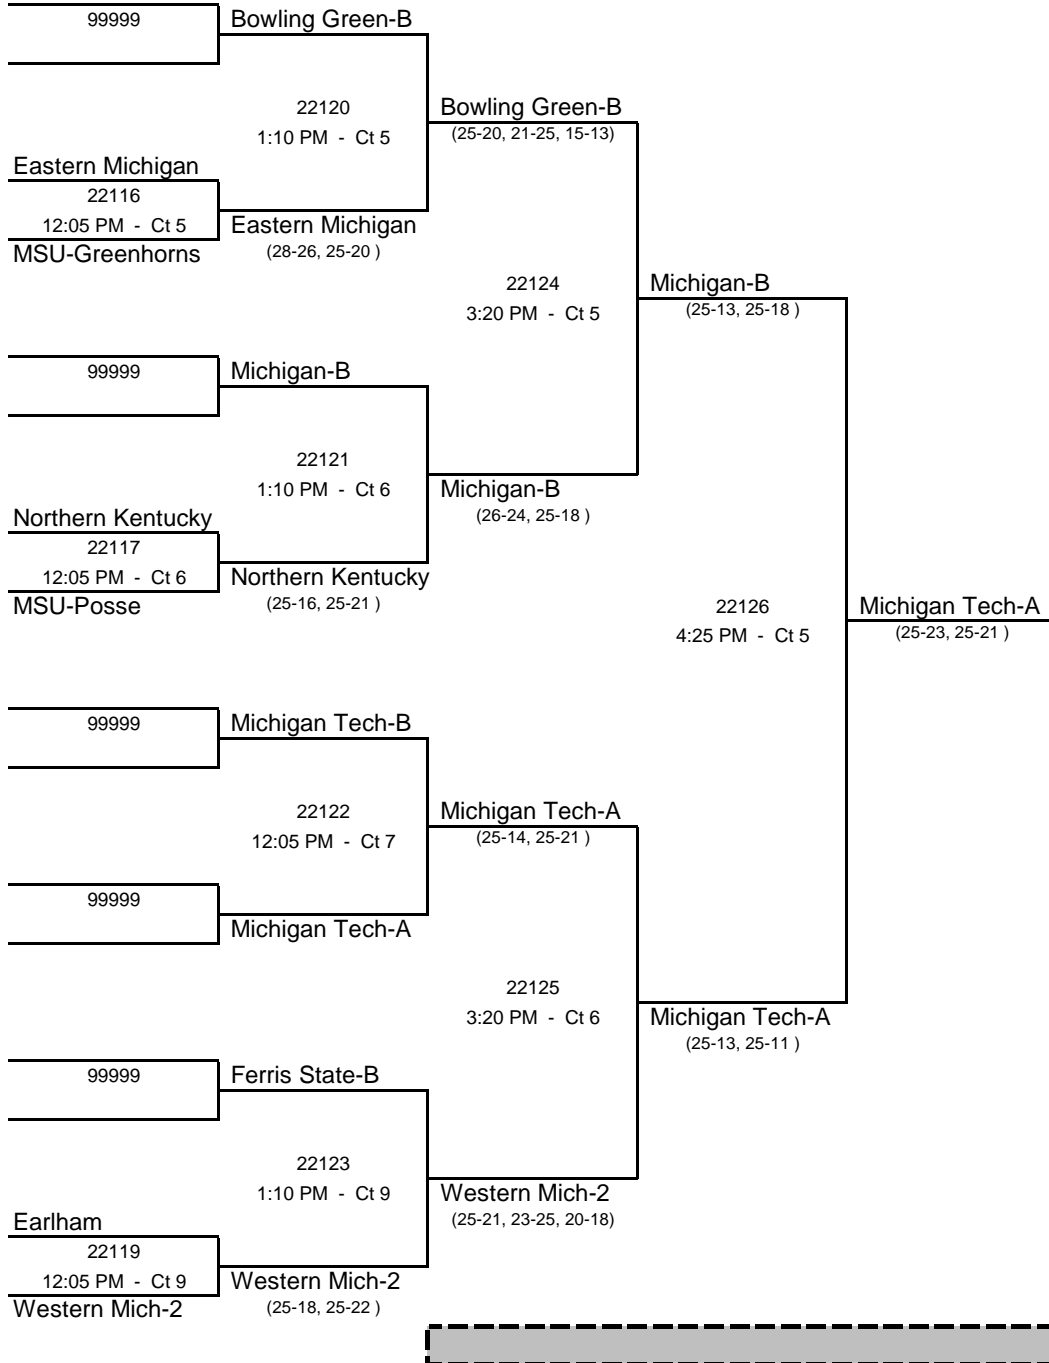 99999
Bowling Green-B
22120
1:10 PM - Ct 5
Bowling Green-B
(25-20, 21-25, 15-13)
Eastern Michigan
22116
12:05 PM - Ct 5
MSU-Greenhorns
Eastern Michigan
(28-26, 25-20 )
22124
3:20 PM - Ct 5
Michigan-B
(25-13, 25-18 )
99999
Michigan-B
22121
1:10 PM - Ct 6
Michigan-B
(26-24, 25-18 )
Northern Kentucky
22117
12:05 PM - Ct 6
MSU-Posse
Northern Kentucky
(25-16, 25-21 )
22126
4:25 PM - Ct 5
Michigan Tech-A
(25-23, 25-21 )
99999
Michigan Tech-B
22122
12:05 PM - Ct 7
Michigan Tech-A
(25-14, 25-21 )
99999
Michigan Tech-A
22125
3:20 PM - Ct 6
Michigan Tech-A
(25-13, 25-11 )
99999
Ferris State-B
22123
1:10 PM - Ct 9
Western Mich-2
(25-21, 23-25, 20-18)
Earlham
22119
12:05 PM - Ct 9
Western Mich-2
Western Mich-2
(25-18, 25-22 )